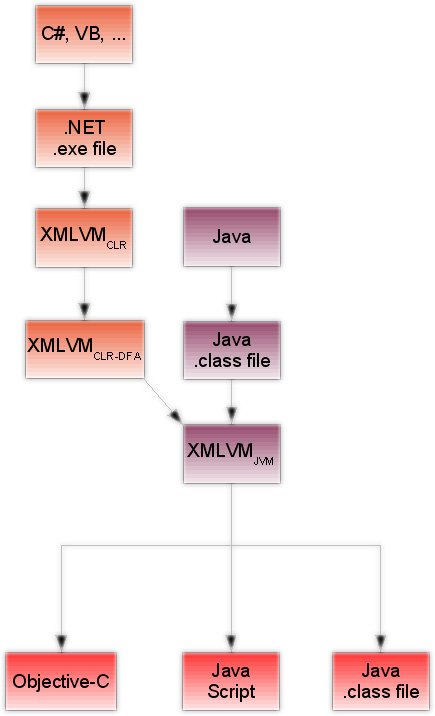 C#, VB, ...
.NET
.exe file
XMLVM CLR
Java
XMLVM CLR-DFA
Java
.class file
XMLVM JVM
Objective-C
Java
Script
Java
.class file